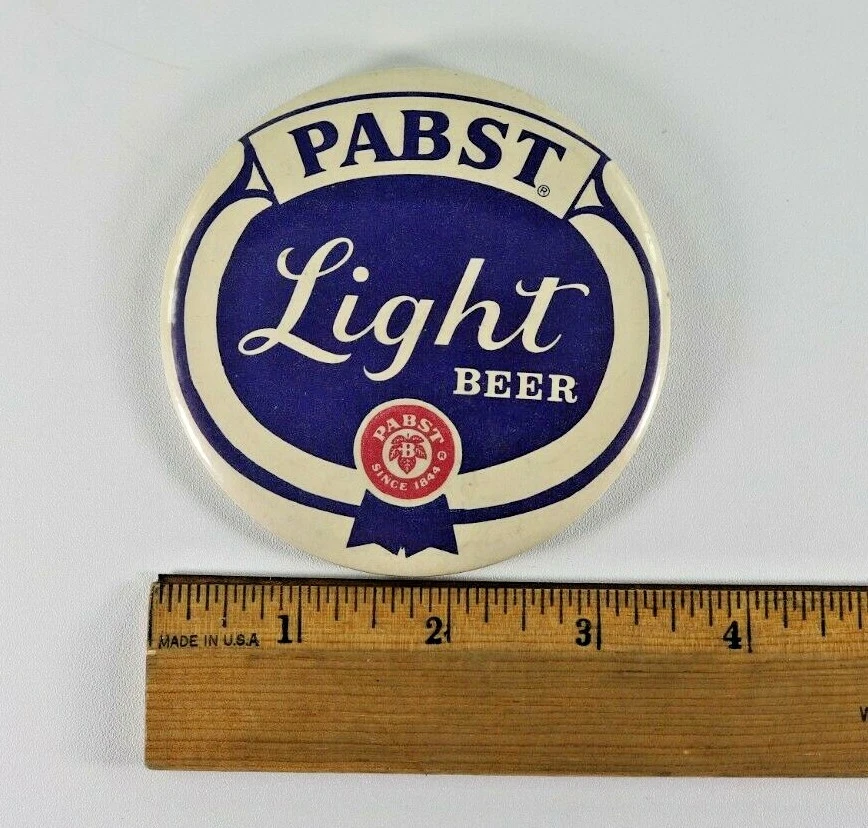 PABST®
Light
BEER
PABST
B ®
SINCE 1844
1 2 3 4
MADE IN U.S.A
W